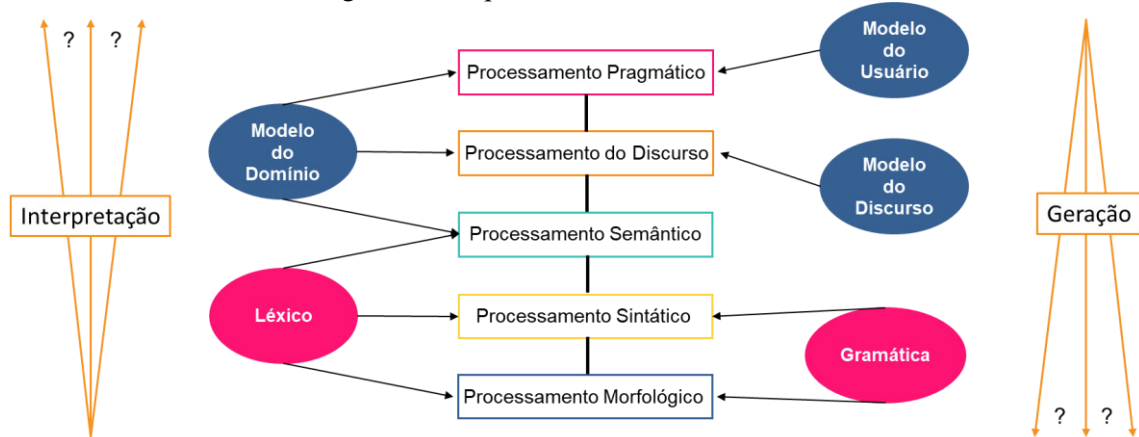 ?
?
Modelo
do
Usuário
Processamento Pragmático
Modelo
do
Domínio
Processamento do Discurso
Modelo
do
Discurso
Interpretação
Geração
Processamento Semântico
Léxico
Processamento Sintático
Gramática
Processamento Morfológico
?
?